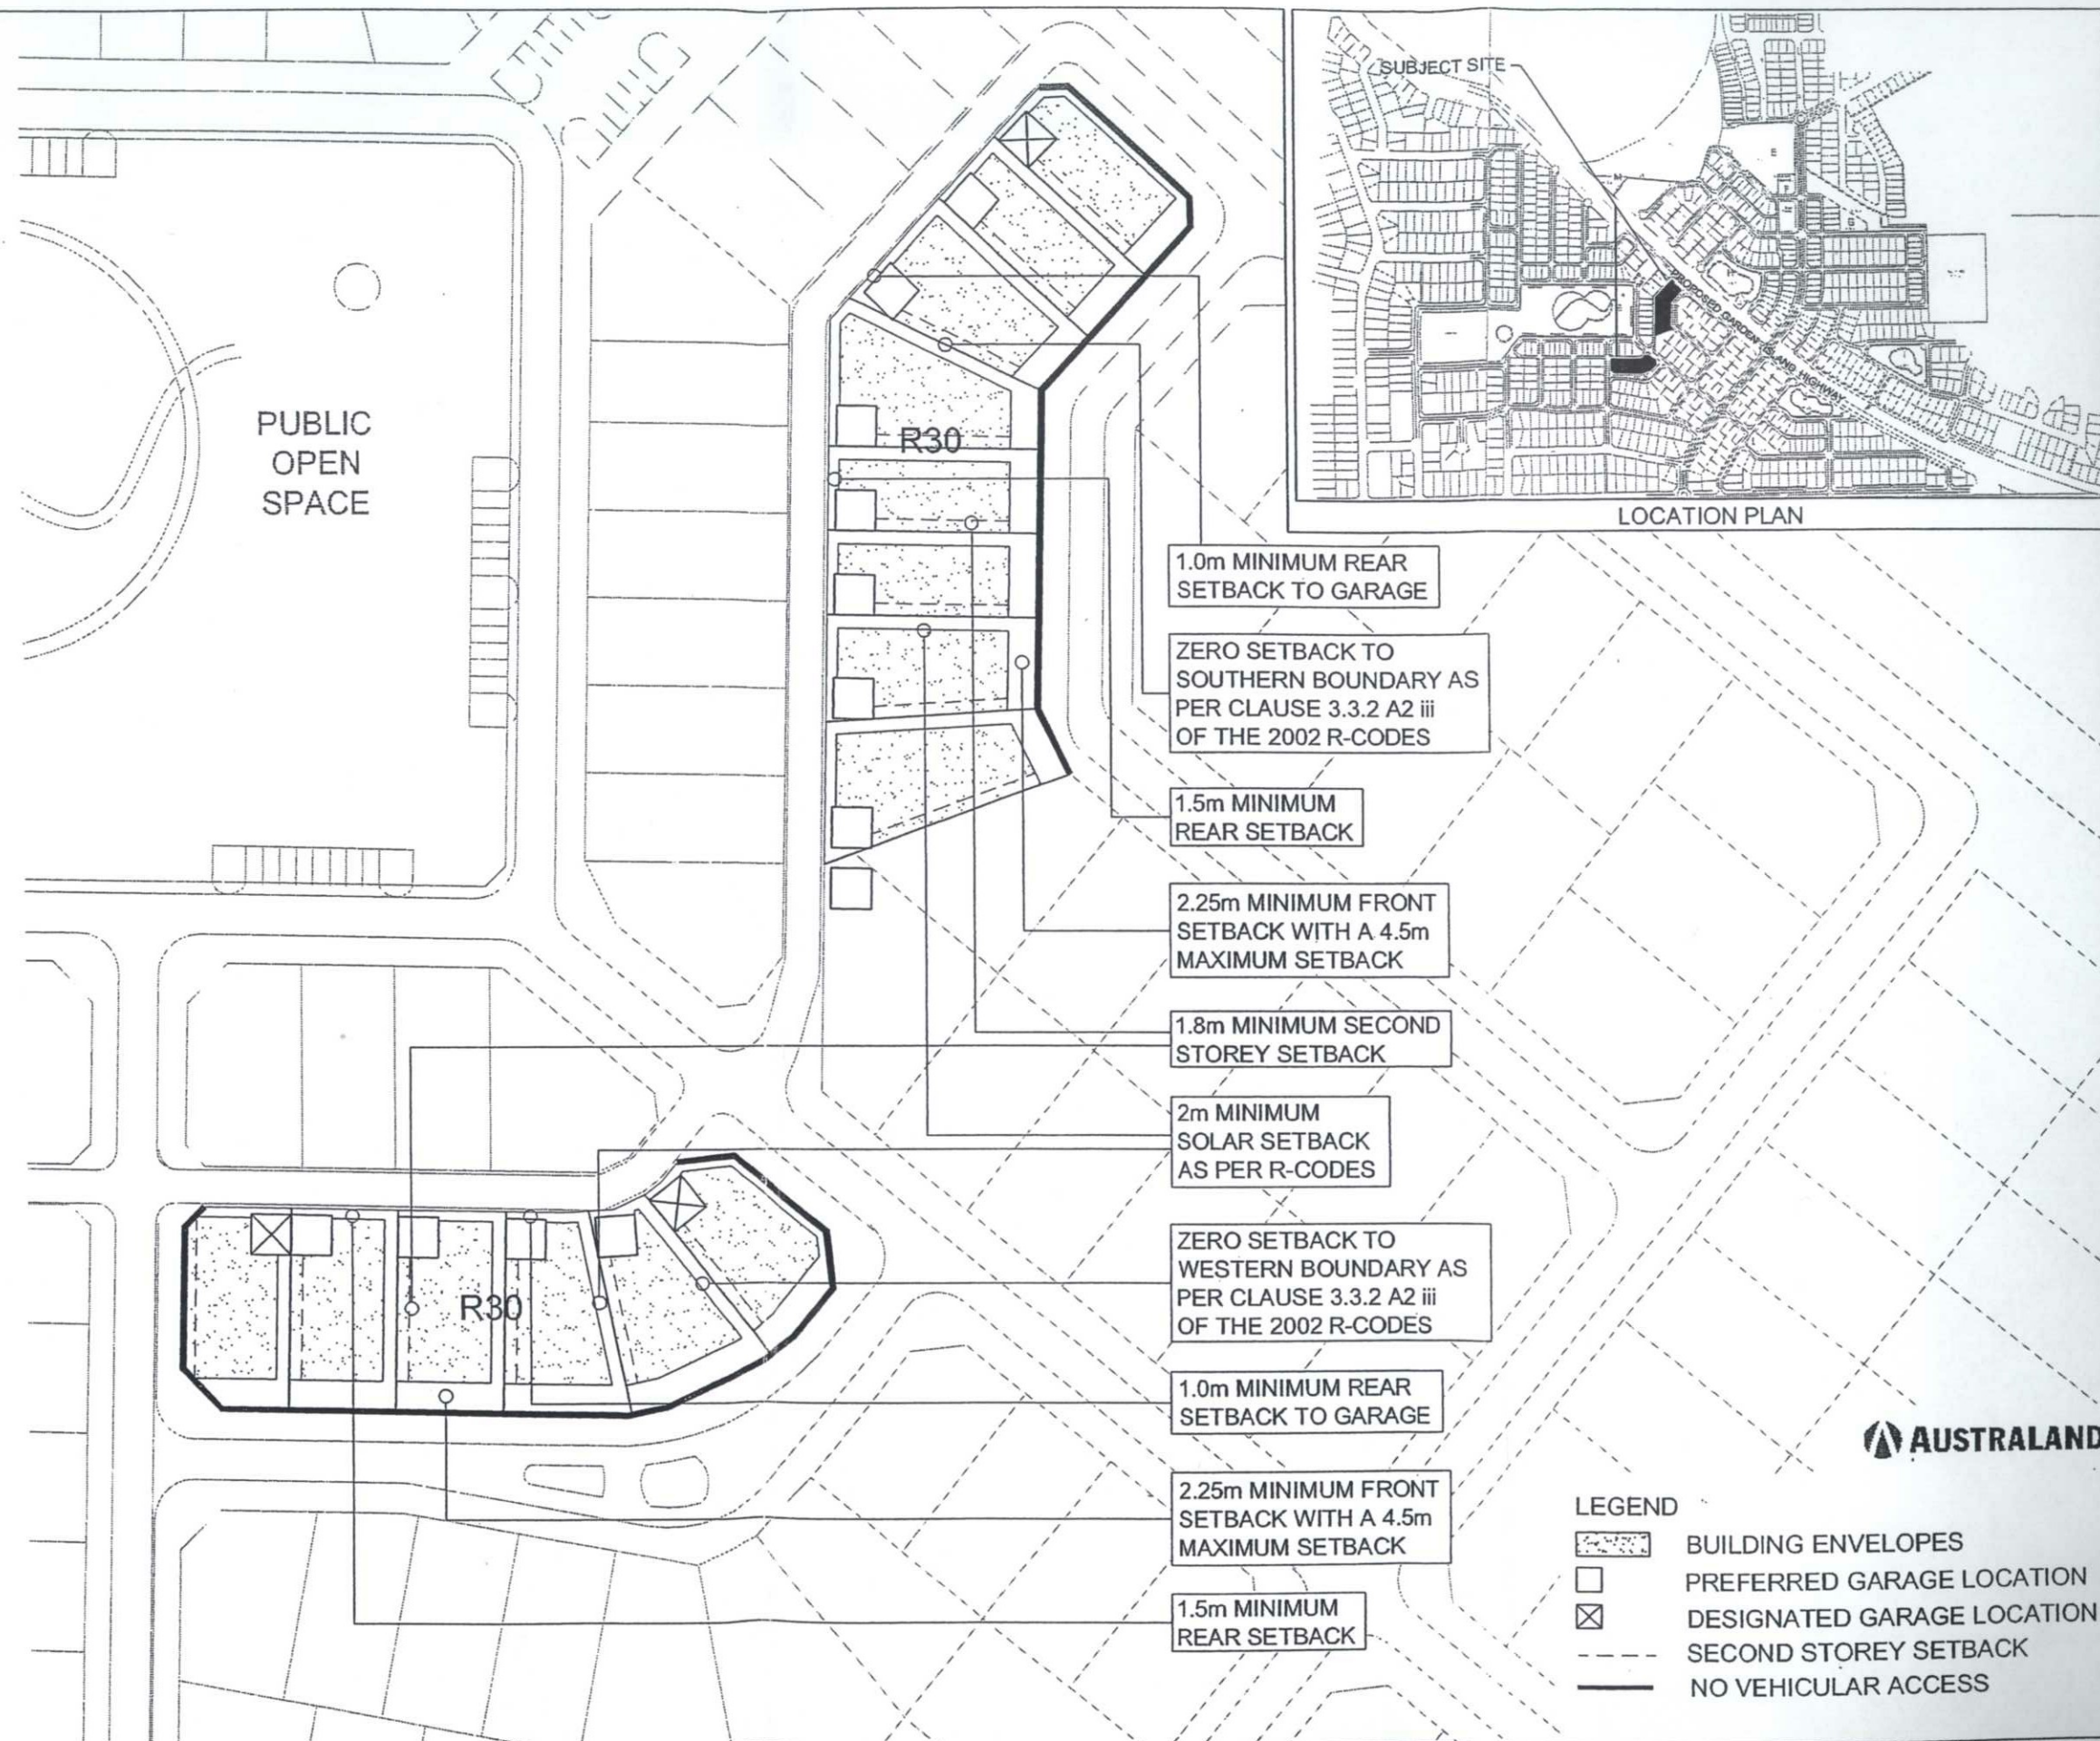 SUBJECT SITE
PROPOSED GARDEN ISLAND HIGHWAY
LOCATION PLAN
PUBLIC
OPEN
SPACE
R30
1.0m MINIMUM REAR
SETBACK TO GARAGE
ZERO SETBACK TO
SOUTHERN BOUNDARY AS
PER CLAUSE 3.3.2 A2 iii
OF THE 2002 R-CODES
1.5m MINIMUM
REAR SETBACK
2.25m MINIMUM FRONT
SETBACK WITH A 4.5m
MAXIMUM SETBACK
1.8m MINIMUM SECOND
STOREY SETBACK
2m MINIMUM
SOLAR SETBACK
AS PER R-CODES
R30
ZERO SETBACK TO
WESTERN BOUNDARY AS
PER CLAUSE 3.3.2 A2 iii
OF THE 2002 R-CODES
1.0m MINIMUM REAR
SETBACK TO GARAGE
2.25m MINIMUM FRONT
SETBACK WITH A 4.5m
MAXIMUM SETBACK
1.5m MINIMUM
REAR SETBACK
AUSTRALAND
LEGEND
BUILDING ENVELOPES
PREFERRED GARAGE LOCATION
DESIGNATED GARAGE LOCATION
SECOND STOREY SETBACK
NO VEHICULAR ACCESS